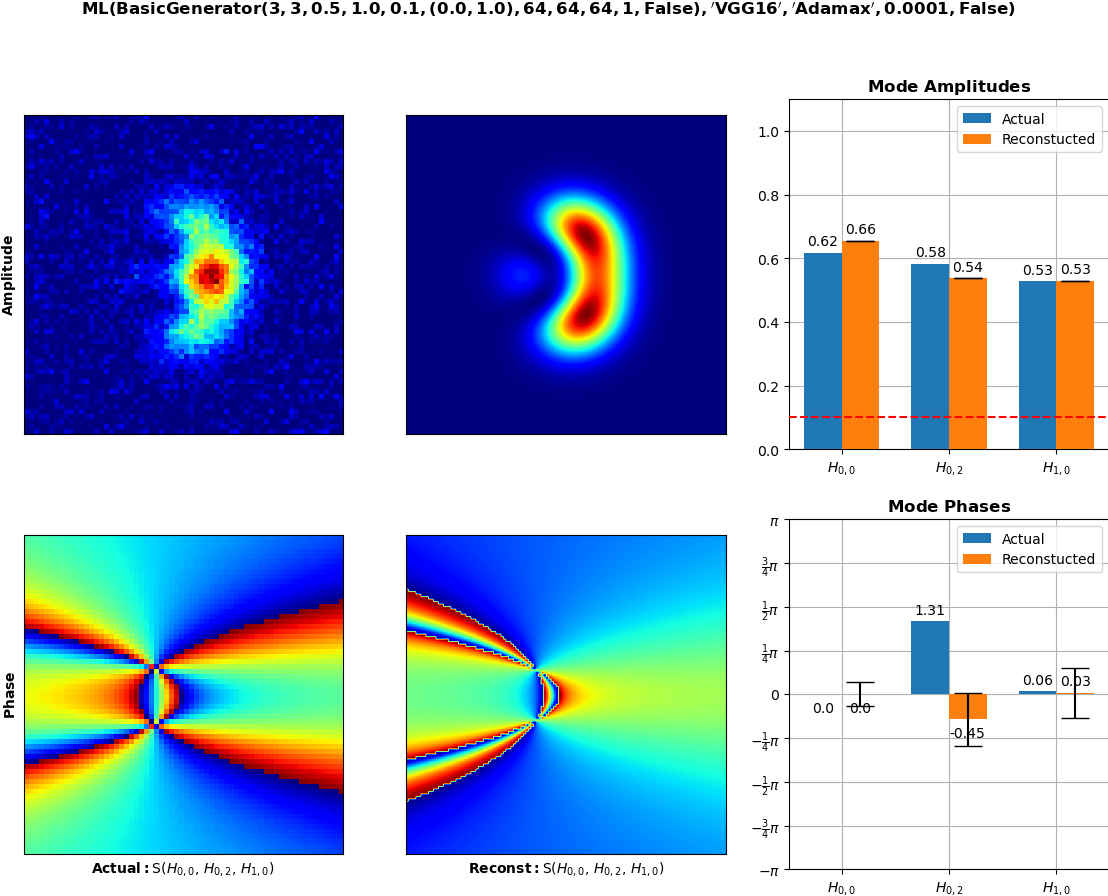 ML(BasicGenerator(3, 3, 0.5, 1.0, 0.1, (0.0, 1.0), 64, 64, 64, 1, False), ′VGG16′, ′Adamax′, 0.0001, False)
Amplitude
Mode Amplitudes
Actual
Reconstucted
1.0
0.8
0.6
0.4
0.2
0.0
0.62
0.66
0.58
0.54
0.53
0.53
H0,0
H0,2
H1,0
Phase
Actual: S(H0,0, H0,2, H1,0)
Reconst: S(H0,0, H0,2, H1,0)
Mode Phases
Actual
Reconstucted
π
3/4π
1/2π
1/4π
0
−1/4π
−1/2π
−3/4π
−π
0.0
0.0
1.31
-0.45
0.06
0.03
H0,0
H0,2
H1,0